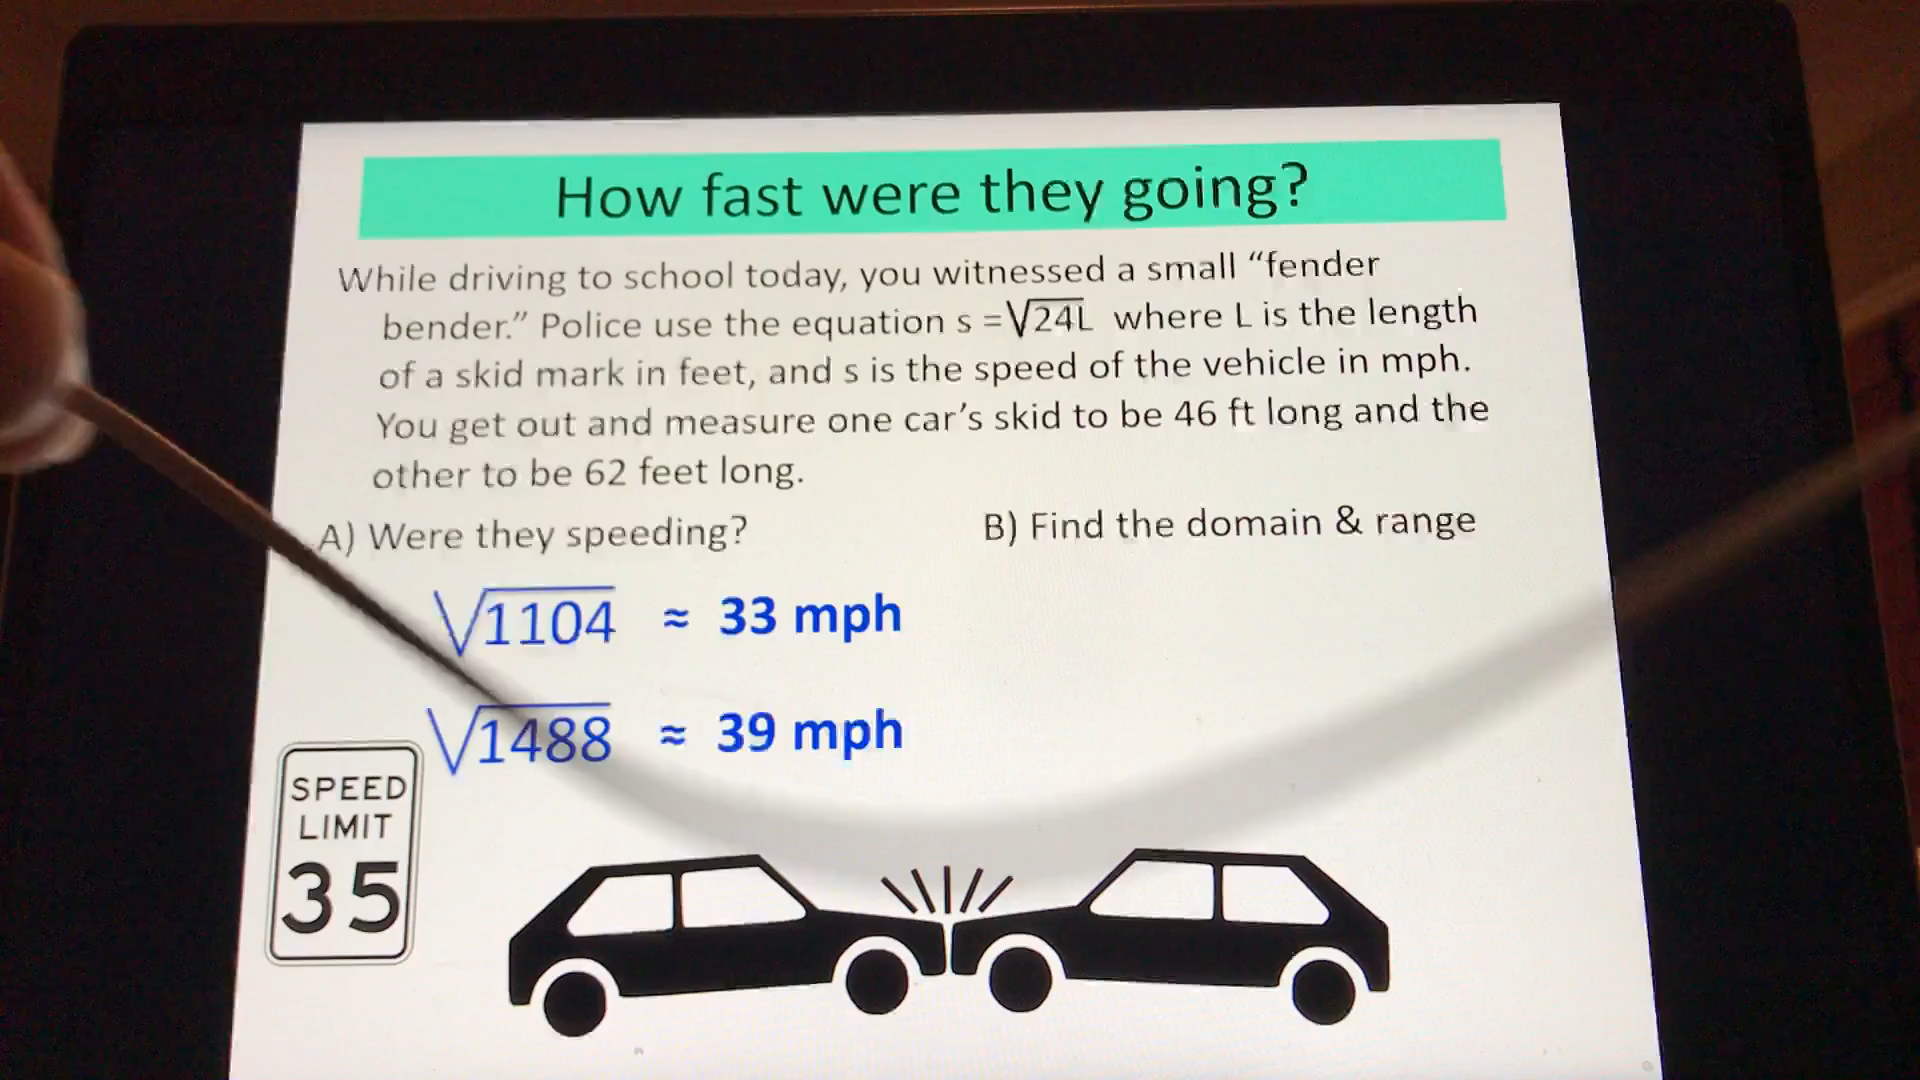 How fast were they going?
While driving to school today, you witnessed a small “fender
bender.” Police use the equation s =√24L where L is the length
of a skid mark in feet, and s is the speed of the vehicle in mph.
You get out and measure one car’s skid to be 46 ft long and the
other to be 62 feet long.
A) Were they speeding?
B) Find the domain & range
√1104 ≈ 33 mph
√1488 ≈ 39 mph
SPEED
LIMIT
35